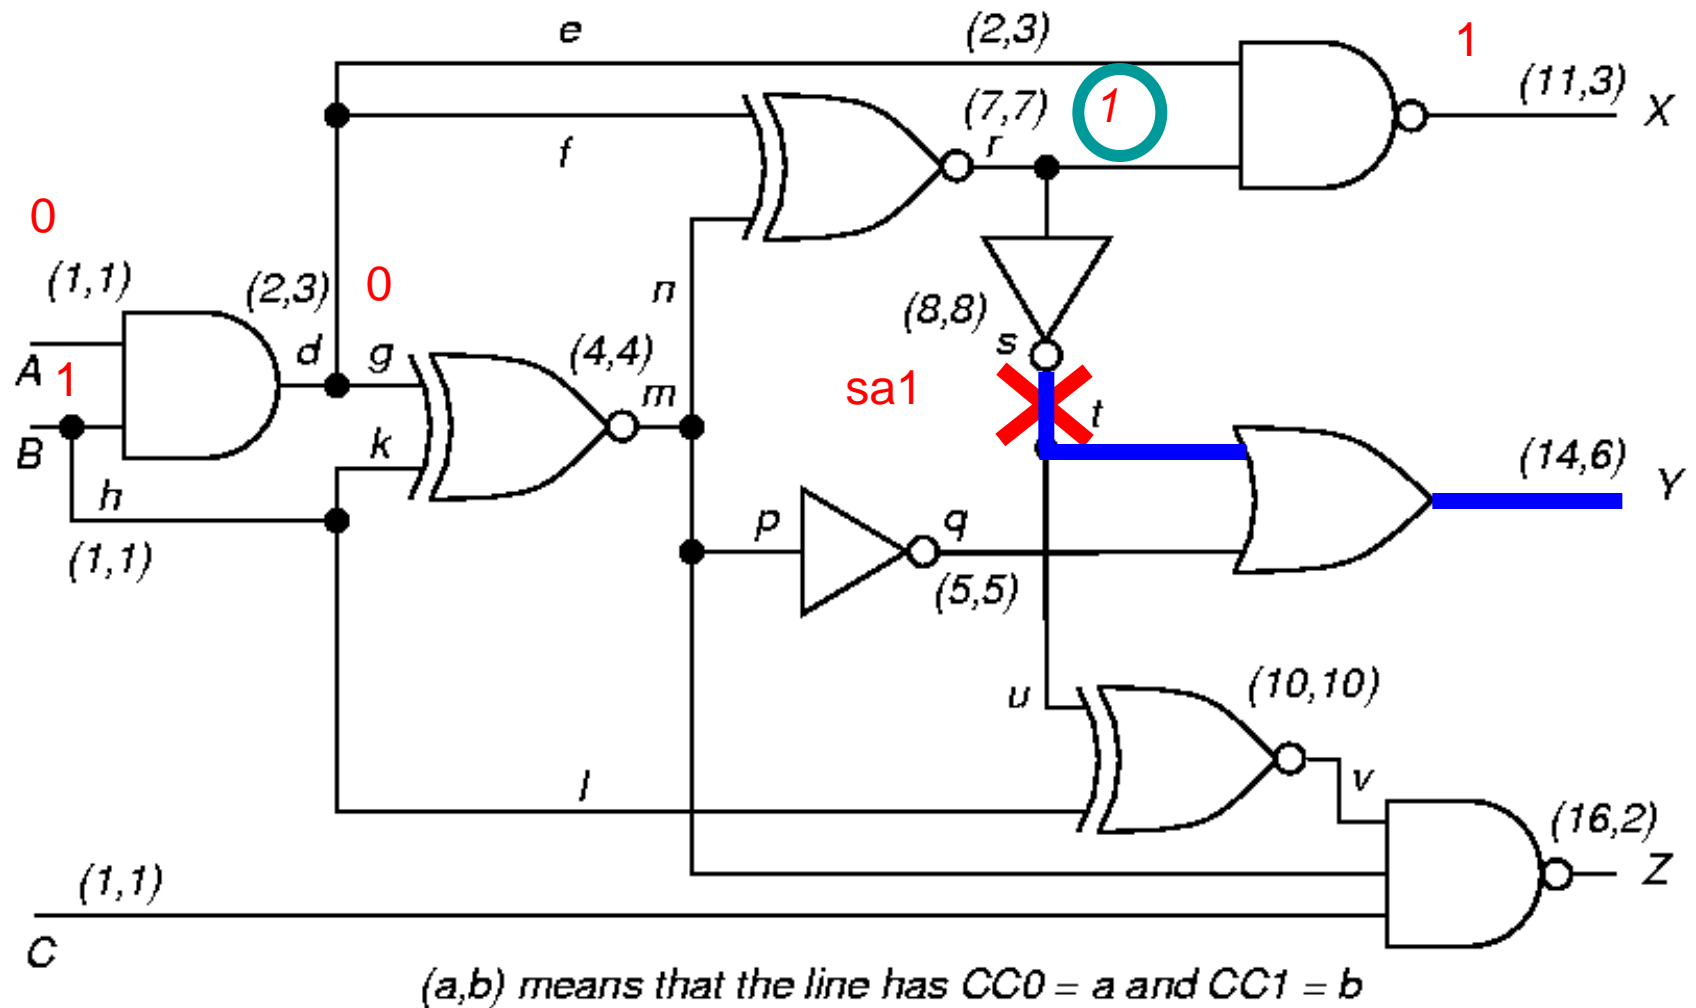 e
(2,3)
1
(11,3)
X
(7,7)
1
f
r
0
(1,1)
(2,3)
0
n
(8,8)
s
d
g
(4,4)
A
1
m
sa1
t
B
k
(14,6)
Y
h
p
q
(1,1)
(5,5)
u
(10,10)
l
v
(16,2)
Z
(1,1)
C
(a,b) means that the line has CC0 = a and CC1 = b